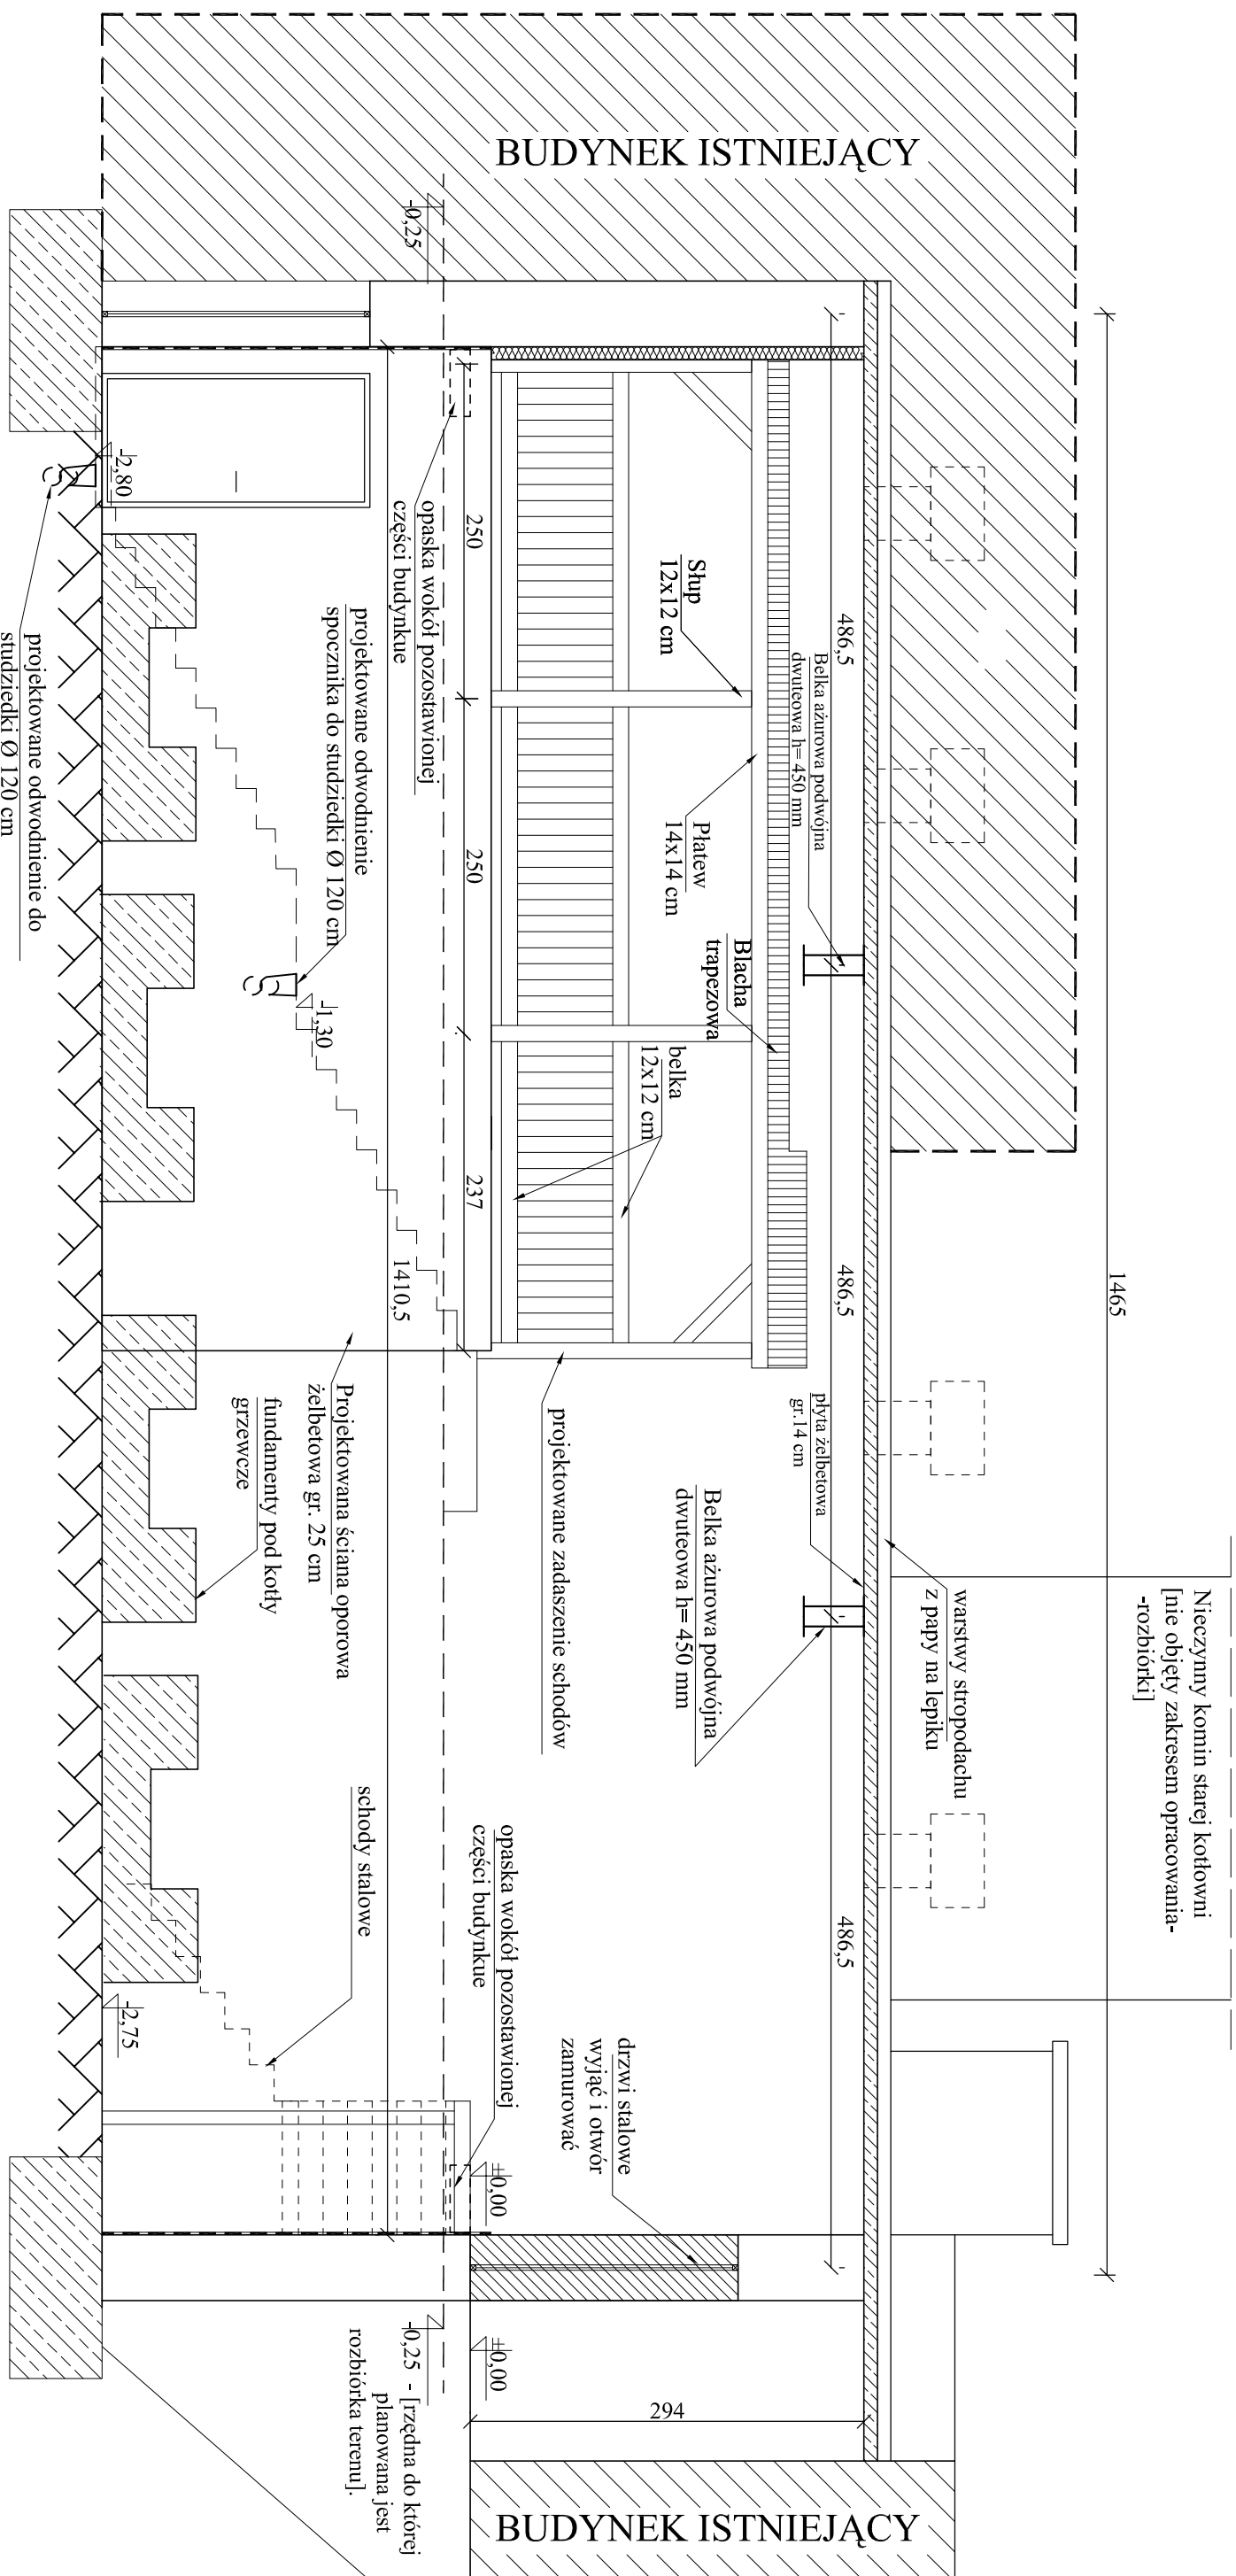 BUDYNEK ISTNIEJĄCY
1465
Nieczynny komin starej kotłowni
[nie objęty zakresem opracowania-
-rozbiórki]
warstwy stropodachu
z papy na lepiku
486,5
486,5
486,5
Belka ażurowa podwójna
dwuteowa h= 450 mm
płyta żelbetowa
gr.14 cm
Słup
12x12 cm
Płatew
14x14 cm
Blacha
trapezowa
belka
12x12 cm
Belka ażurowa podwójna
dwuteowa h= 450 mm
projektowane zadaszenie schodów
drzwi stalowe
wyjąć i otwór
zamurować
294
250
250
237
-0,25
opaska wokół pozostawionej
części budynkue
1410,5
opaska wokół pozostawionej
części budynkue
±0,00
±0,00
-0,25 - [rzędna do której
planowana jest
rozbiórka terenu].
projektowane odwodnienie
spocznika do studziedki Ø 120 cm
-1,30
Projektowana ściana oporowa
żelbetowa gr. 25 cm
fundamenty pod kotły
grzewcze
schody stalowe
-2,80
-2,75
projektowane odwodnienie do
studziedki Ø 120 cm
BUDYNEK ISTNIEJĄCY